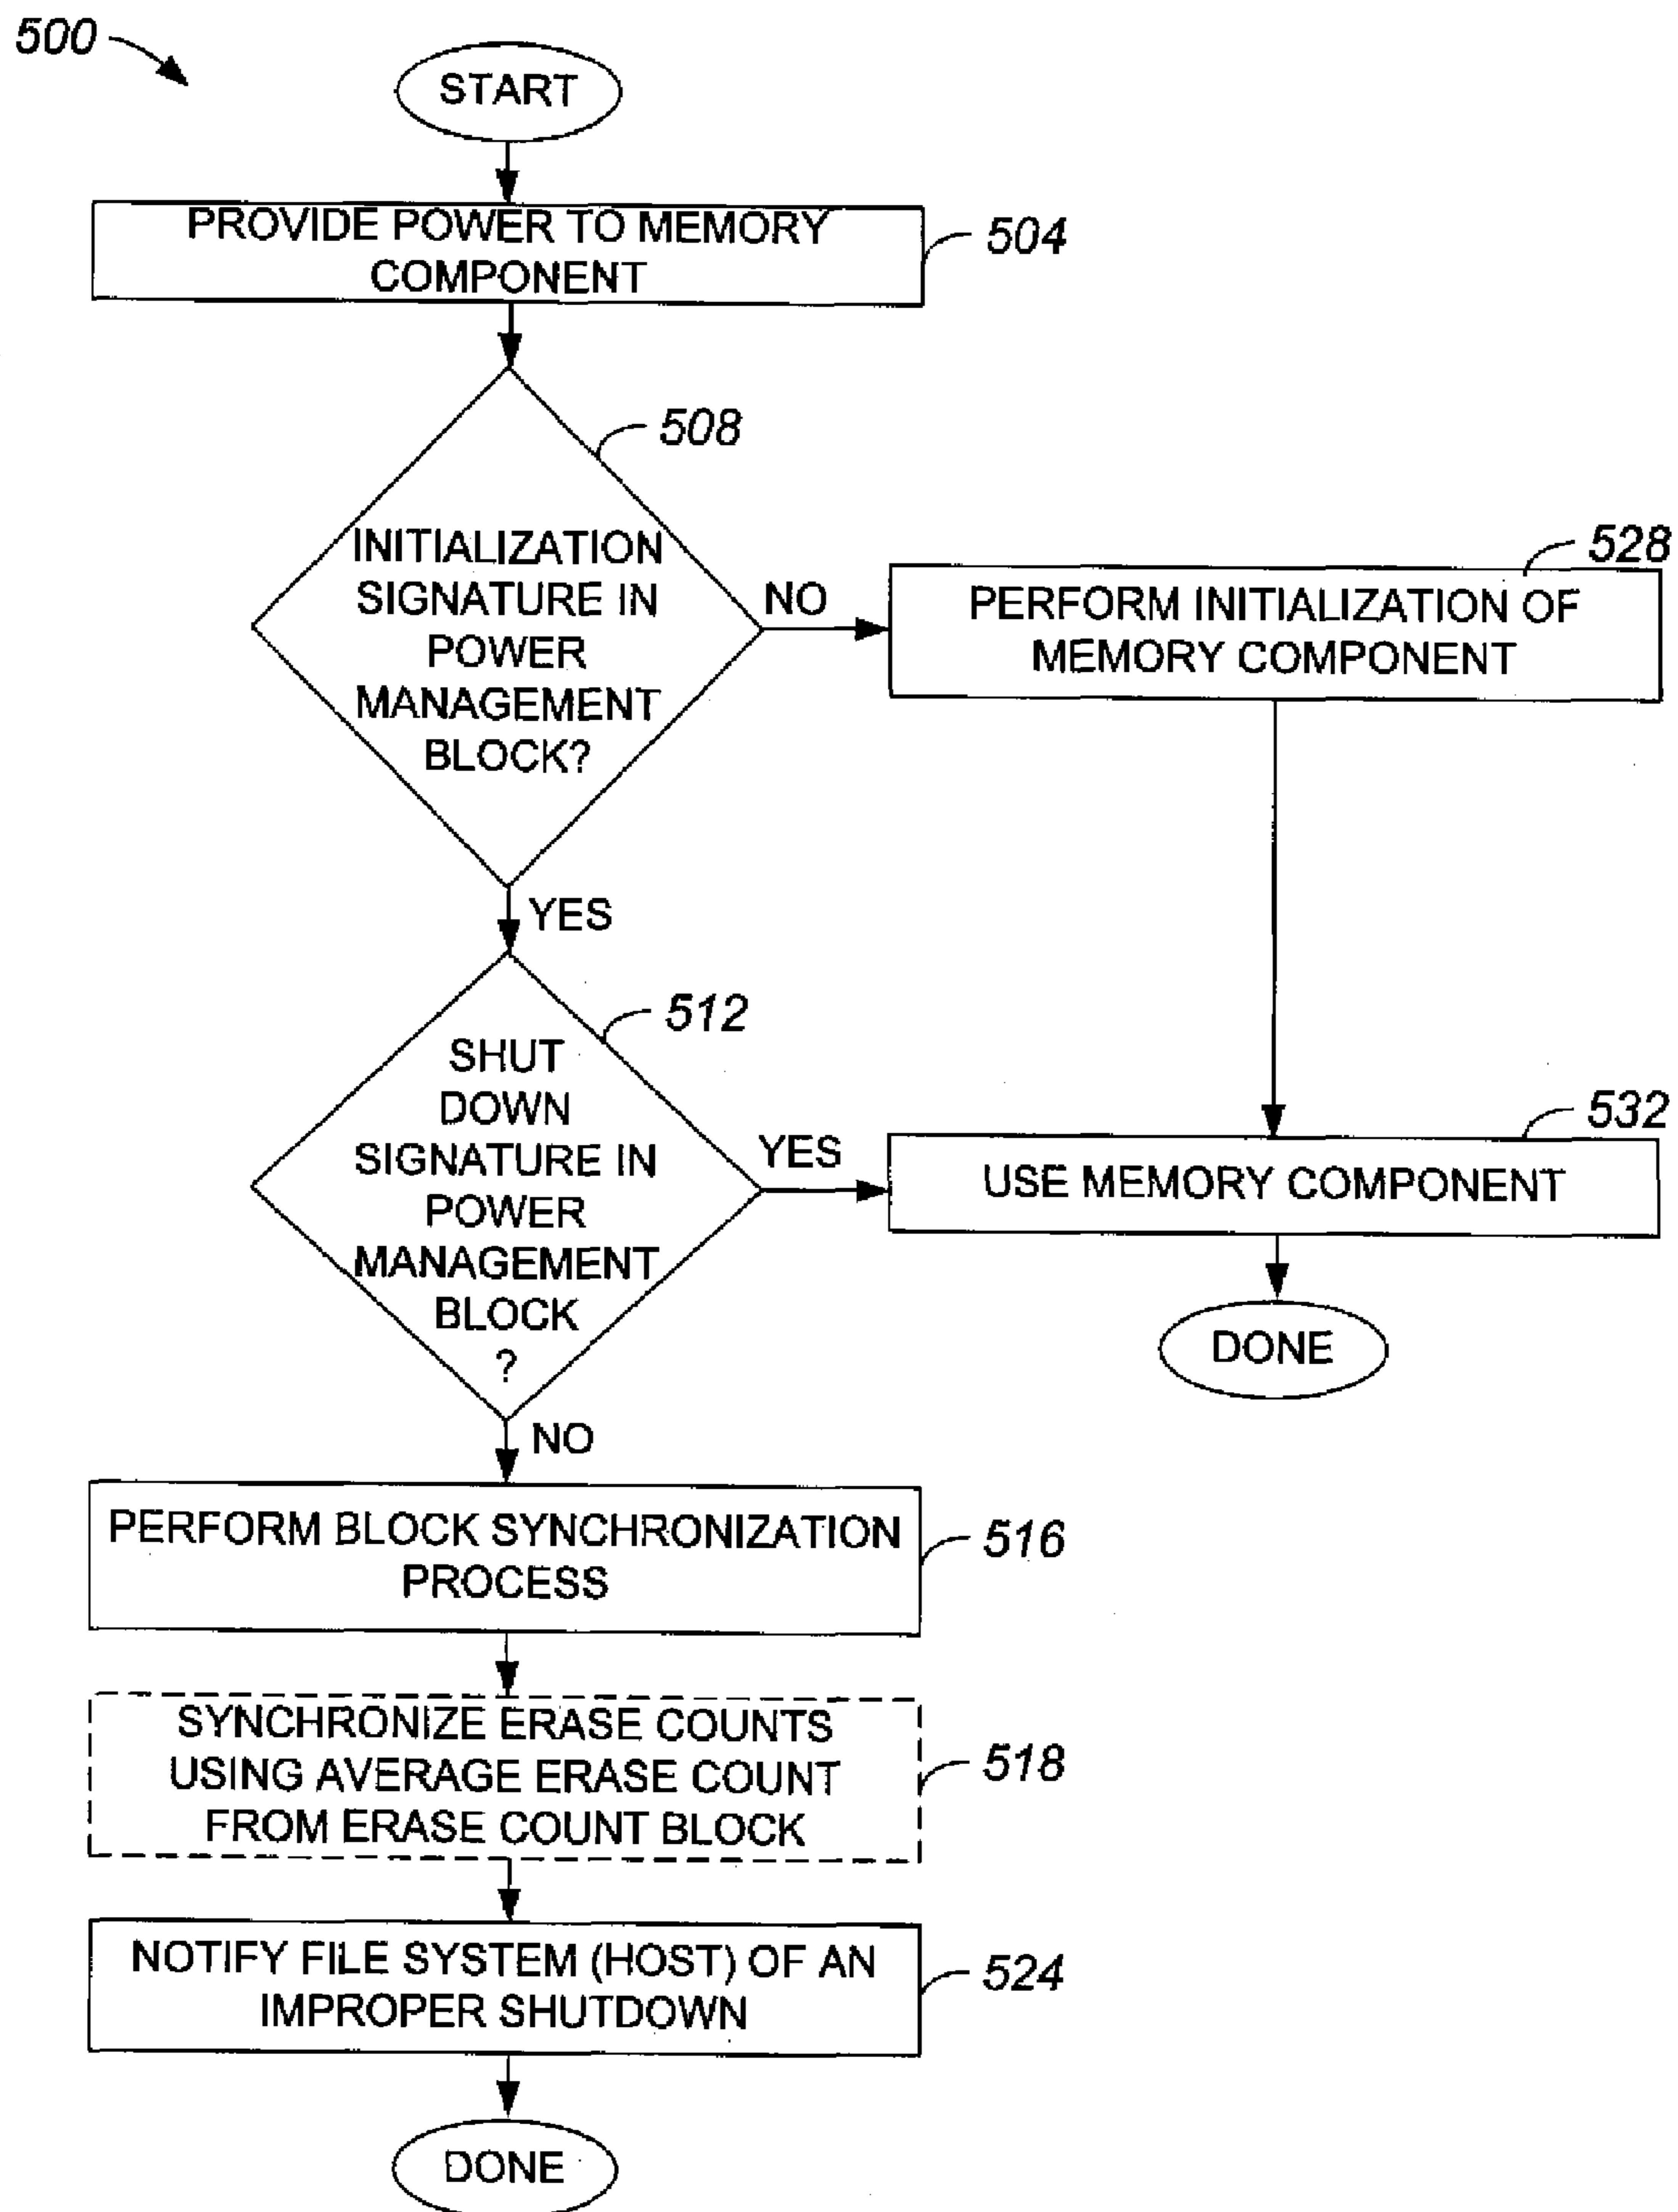 500
START
PROVIDE POWER TO MEMORY
COMPONENT
504
508
INITIALIZATION
SIGNATURE IN
POWER
MANAGEMENT
BLOCK?
NO
528
PERFORM INITIALIZATION OF
MEMORY COMPONENT
YES
512
SHUT
DOWN
SIGNATURE IN
POWER
MANAGEMENT
BLOCK
?
YES
532
USE MEMORY COMPONENT
DONE
NO
PERFORM BLOCK SYNCHRONIZATION
PROCESS
516
SYNCHRONIZE ERASE COUNTS
USING AVERAGE ERASE COUNT
FROM ERASE COUNT BLOCK
518
NOTIFY FILE SYSTEM (HOST) OF AN
IMPROPER SHUTDOWN
524
DONE